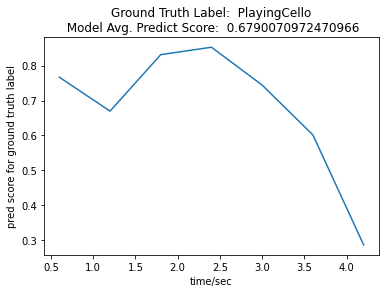 Ground Truth Label:  PlayingCello
Model Avg. Predict Score:  0.6790070972470966
pred score for ground truth label
0.8
0.7
0.6
0.5
0.4
0.3
0.5 1.0 1.5 2.0 2.5 3.0 3.5 4.0
time/sec